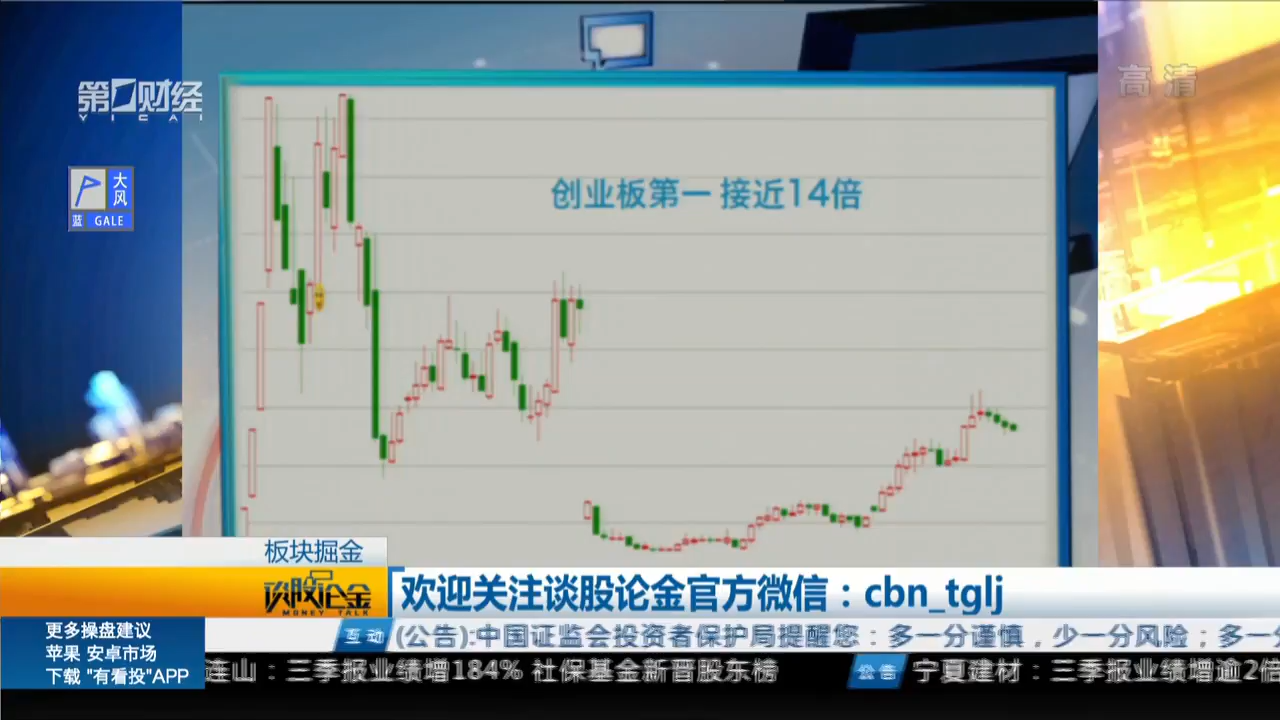 第一财经
YICAI
高清
大风
蓝 GALE
创业板第一 接近14倍
板块掘金
谈股论金
MONEY TALK
欢迎关注谈股论金官方微信：cbn_tglj
更多操盘建议
苹果 安卓市场
下载 "有看投"APP
互动 (公告):中国证监会投资者保护局提醒您：多一分谨慎，少一分风险；多一
连山：三季报业绩增184% 社保基金新晋股东榜 公告 宁夏建材：三季报业绩增逾2倍